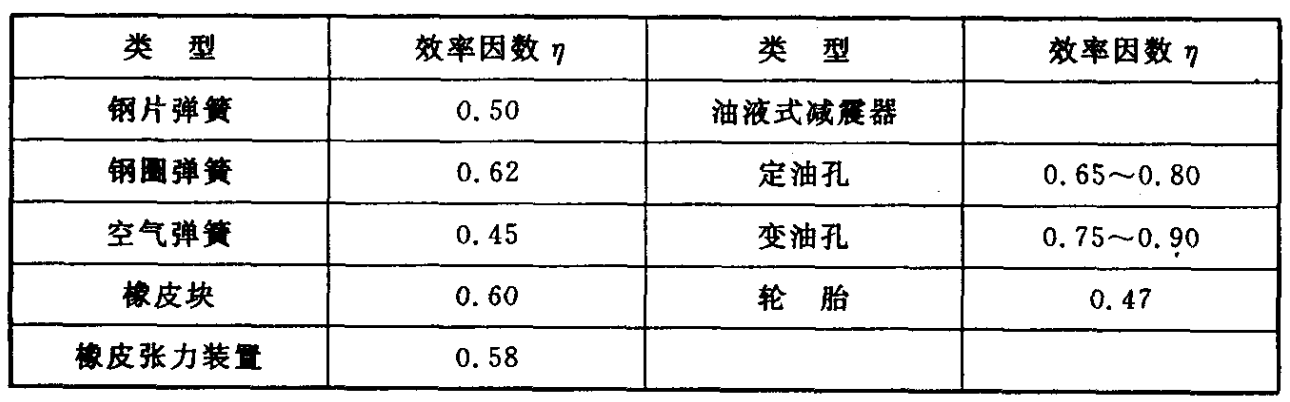 类 型 效率因数 η 类 型 效率因数 η
钢片弹簧 0.50 油液式减震器
钢圈弹簧 0.62 定油孔 0.65～0.80
空气弹簧 0.45 变油孔 0.75～0.90
橡皮块 0.60 轮 胎 0.47
橡皮张力装置 0.58